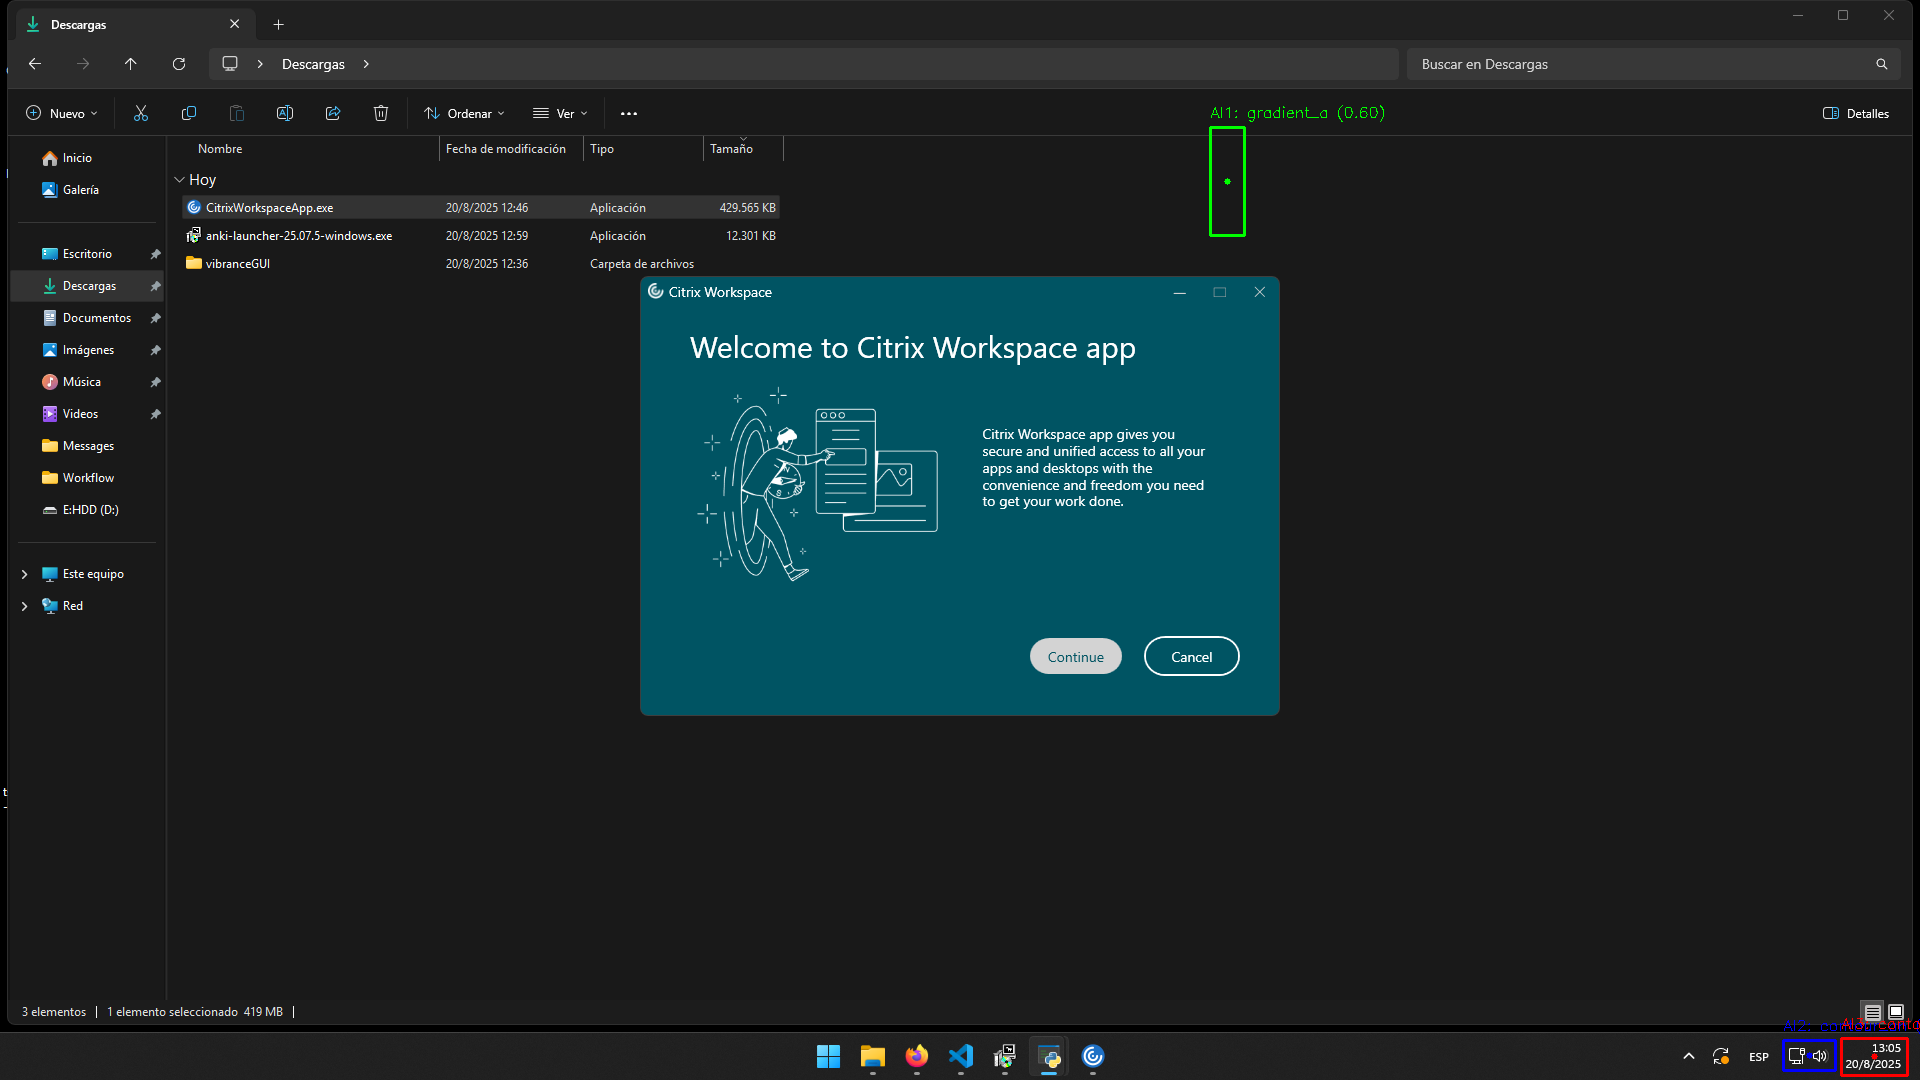 Descargas
Descargas
Buscar en Descargas
Nuevo
Ordenar
Ver
AI1: gradient_a (0.60)
Detalles
Nombre
Fecha de modificación
Tipo
Tamaño
Inicio
Galería
Hoy
CitrixWorkspaceApp.exe 20/8/2025 12:46 Aplicación 429.565 KB
anki-launcher-25.07.5-windows.exe 20/8/2025 12:59 Aplicación 12.301 KB
vibranceGUI 20/8/2025 12:36 Carpeta de archivos
Escritorio
Descargas
Documentos
Imágenes
Música
Videos
Messages
Workflow
E:HDD (D:)
Este equipo
Red
Citrix Workspace
Welcome to Citrix Workspace app
Citrix Workspace app gives you
secure and unified access to all your
apps and desktops with the
convenience and freedom you need
to get your work done.
Continue
Cancel
3 elementos
1 elemento seleccionado 419 MB
AI2:
AI3:
ESP
13:05
20/8/2025